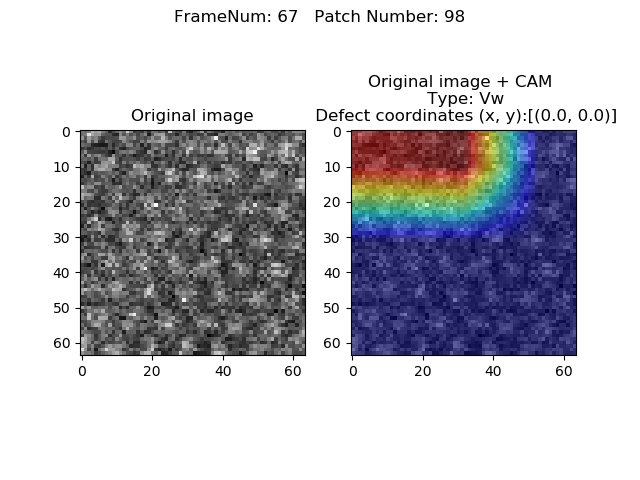 FrameNum: 67   Patch Number: 98
Original image
0
10
20
30
40
50
60
0 20 40 60
Original image + CAM
Type: Vw
Defect coordinates (x, y):[(0.0, 0.0)]
0
10
20
30
40
50
60
0 20 40 60